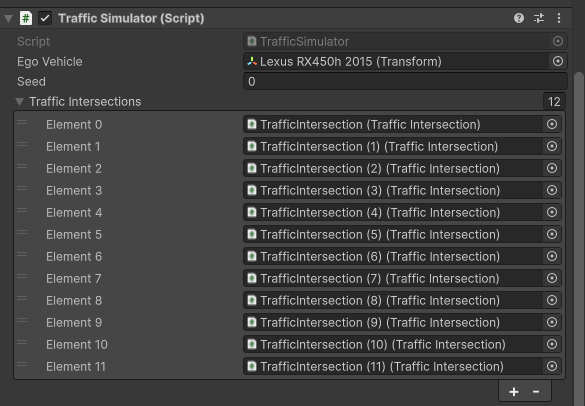 # Traffic Simulator (Script)
Script TrafficSimulator
Ego Vehicle Lexus RX450h 2015 (Transform)
Seed 0
Traffic Intersections 12
Element 0 TrafficIntersection (Traffic Intersection)
Element 1 TrafficIntersection (1) (Traffic Intersection)
Element 2 TrafficIntersection (2) (Traffic Intersection)
Element 3 TrafficIntersection (3) (Traffic Intersection)
Element 4 TrafficIntersection (4) (Traffic Intersection)
Element 5 TrafficIntersection (5) (Traffic Intersection)
Element 6 TrafficIntersection (6) (Traffic Intersection)
Element 7 TrafficIntersection (7) (Traffic Intersection)
Element 8 TrafficIntersection (8) (Traffic Intersection)
Element 9 TrafficIntersection (9) (Traffic Intersection)
Element 10 TrafficIntersection (10) (Traffic Intersection)
Element 11 TrafficIntersection (11) (Traffic Intersection)
+ -